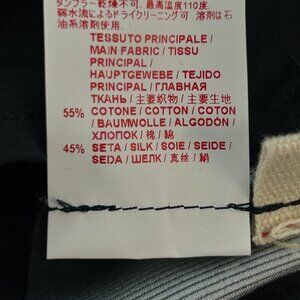 タンブラー乾燥不可、最高温度110度、
弱水流によるドライクリーニング可 溶剤は石
油系溶剤使用
TESSUTO PRINCIPALE /
MAIN FABRIC / TISSU
PRINCIPAL /
HAUPTGEWEBE / TEJIDO
PRINCIPAL / ГЛАВНАЯ
ТКАНЬ / 主要織物 / 主要生地
55% COTONE / COTTON / COTON
/ BAUMWOLLE / ALGODÓN /
ХЛОПОК / 棉 / 綿
45% SETA / SILK / SOIE / SEIDE /
SEDA / ШЕЛК / 真丝 / 絹